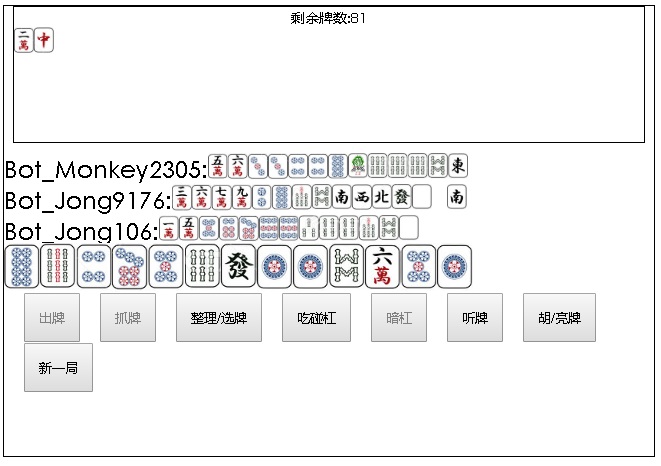 剩余牌数:81
二萬 中
Bot_Monkey2305: 五萬 六萬 東
Bot_Jong9176: 三萬 六萬 七萬 九萬 南 西 北 發 南
Bot_Jong106: 一萬 五萬
發 六萬
出牌 抓牌 整理/选牌 吃碰杠 暗杠 听牌 胡/亮牌
新一局